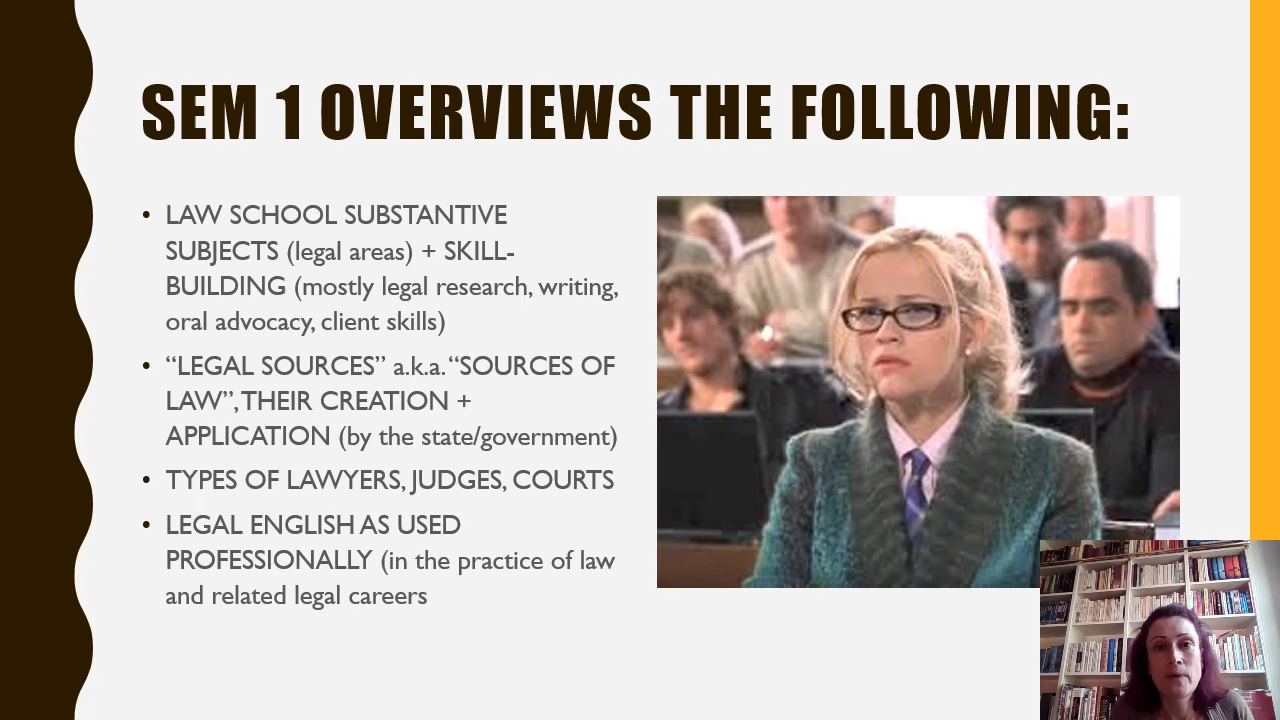 SEM 1 OVERVIEWS THE FOLLOWING:
• LAW SCHOOL SUBSTANTIVE
SUBJECTS (legal areas) + SKILL-
BUILDING (mostly legal research, writing,
oral advocacy, client skills)
• “LEGAL SOURCES” a.k.a. “SOURCES OF
LAW”, THEIR CREATION +
APPLICATION (by the state/government)
• TYPES OF LAWYERS, JUDGES, COURTS
• LEGAL ENGLISH AS USED
PROFESSIONALLY (in the practice of law
and related legal careers